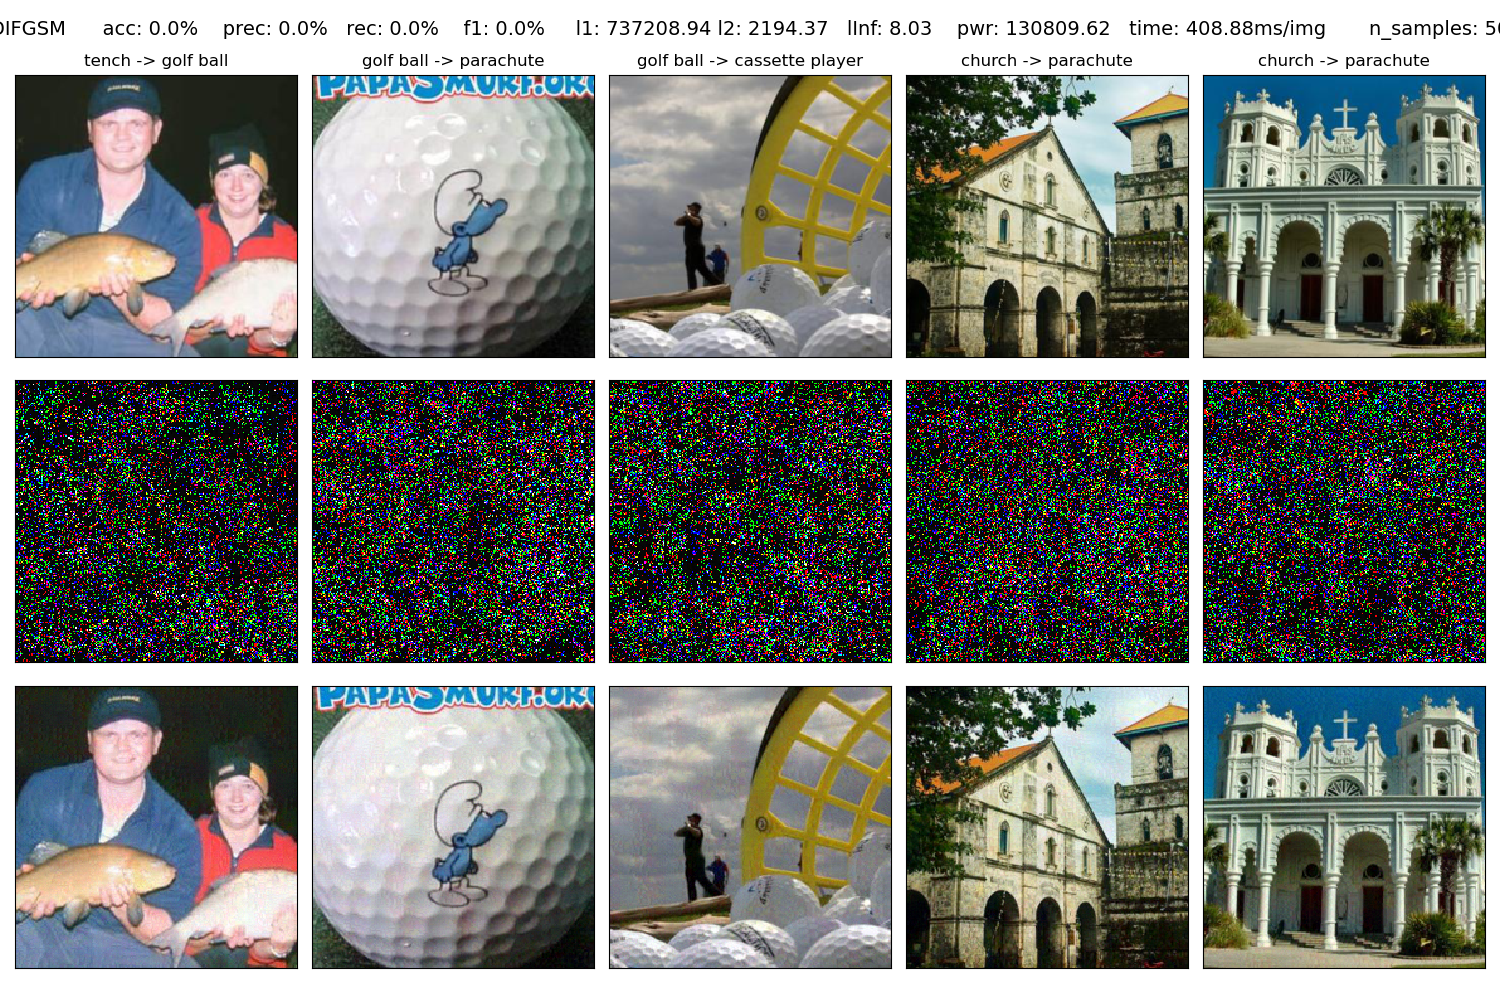 DIFGSM acc: 0.0% prec: 0.0% rec: 0.0% f1: 0.0% l1: 737208.94 l2: 2194.37 lInf: 8.03 pwr: 130809.62 time: 408.88ms/img n_samples: 50
tench -> golf ball
golf ball -> parachute
golf ball -> cassette player
church -> parachute
church -> parachute
PAPASMURF.ORG
PAPASMURF.ORG